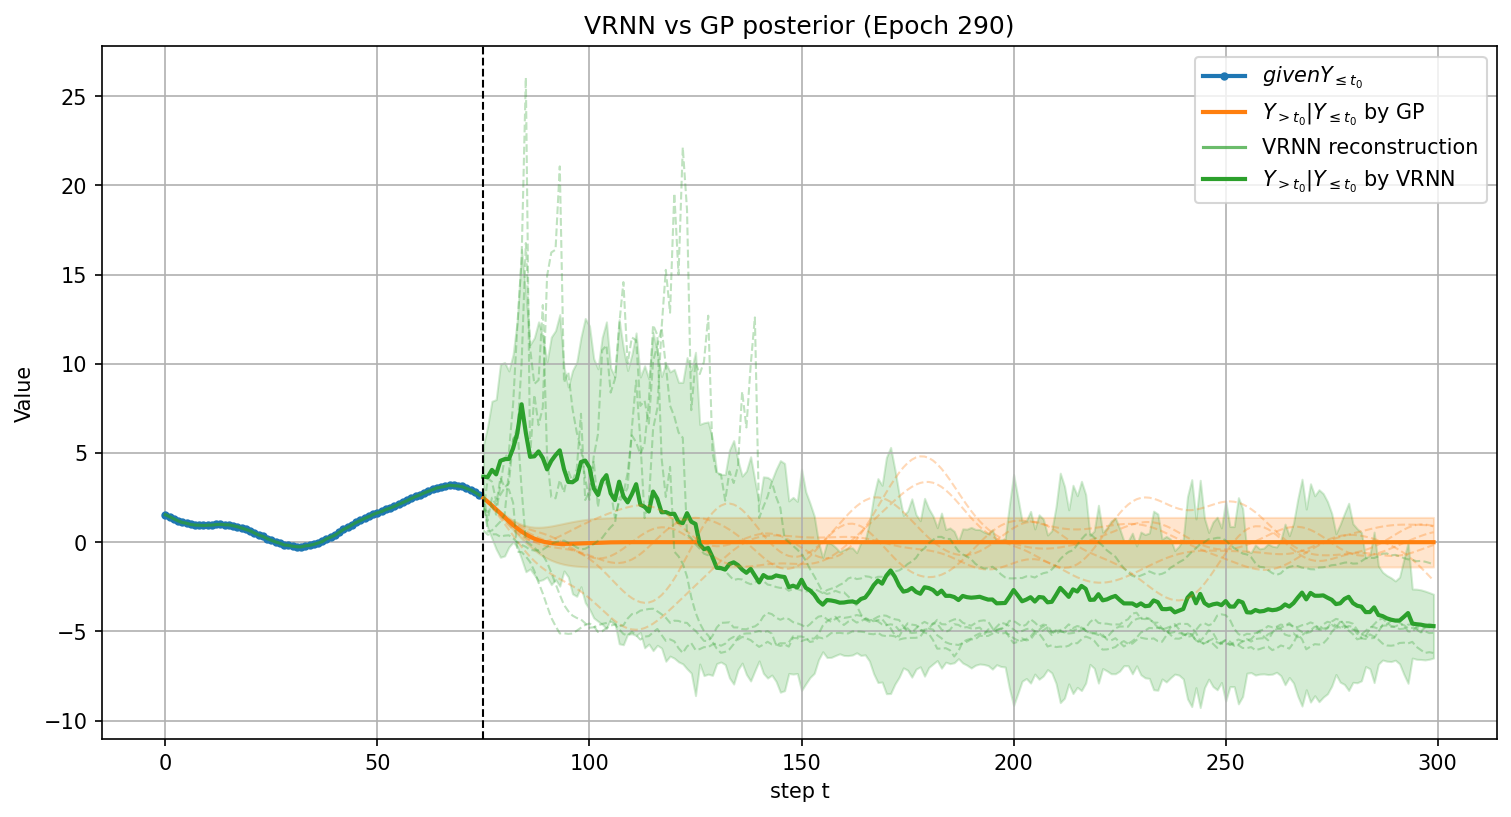 VRNN vs GP posterior (Epoch 290)
givenY≤t₀
Y>t₀|Y≤t₀ by GP
VRNN reconstruction
Y>t₀|Y≤t₀ by VRNN
Value
25
20
15
10
5
0
−5
−10
0 50 100 150 200 250 300
step t